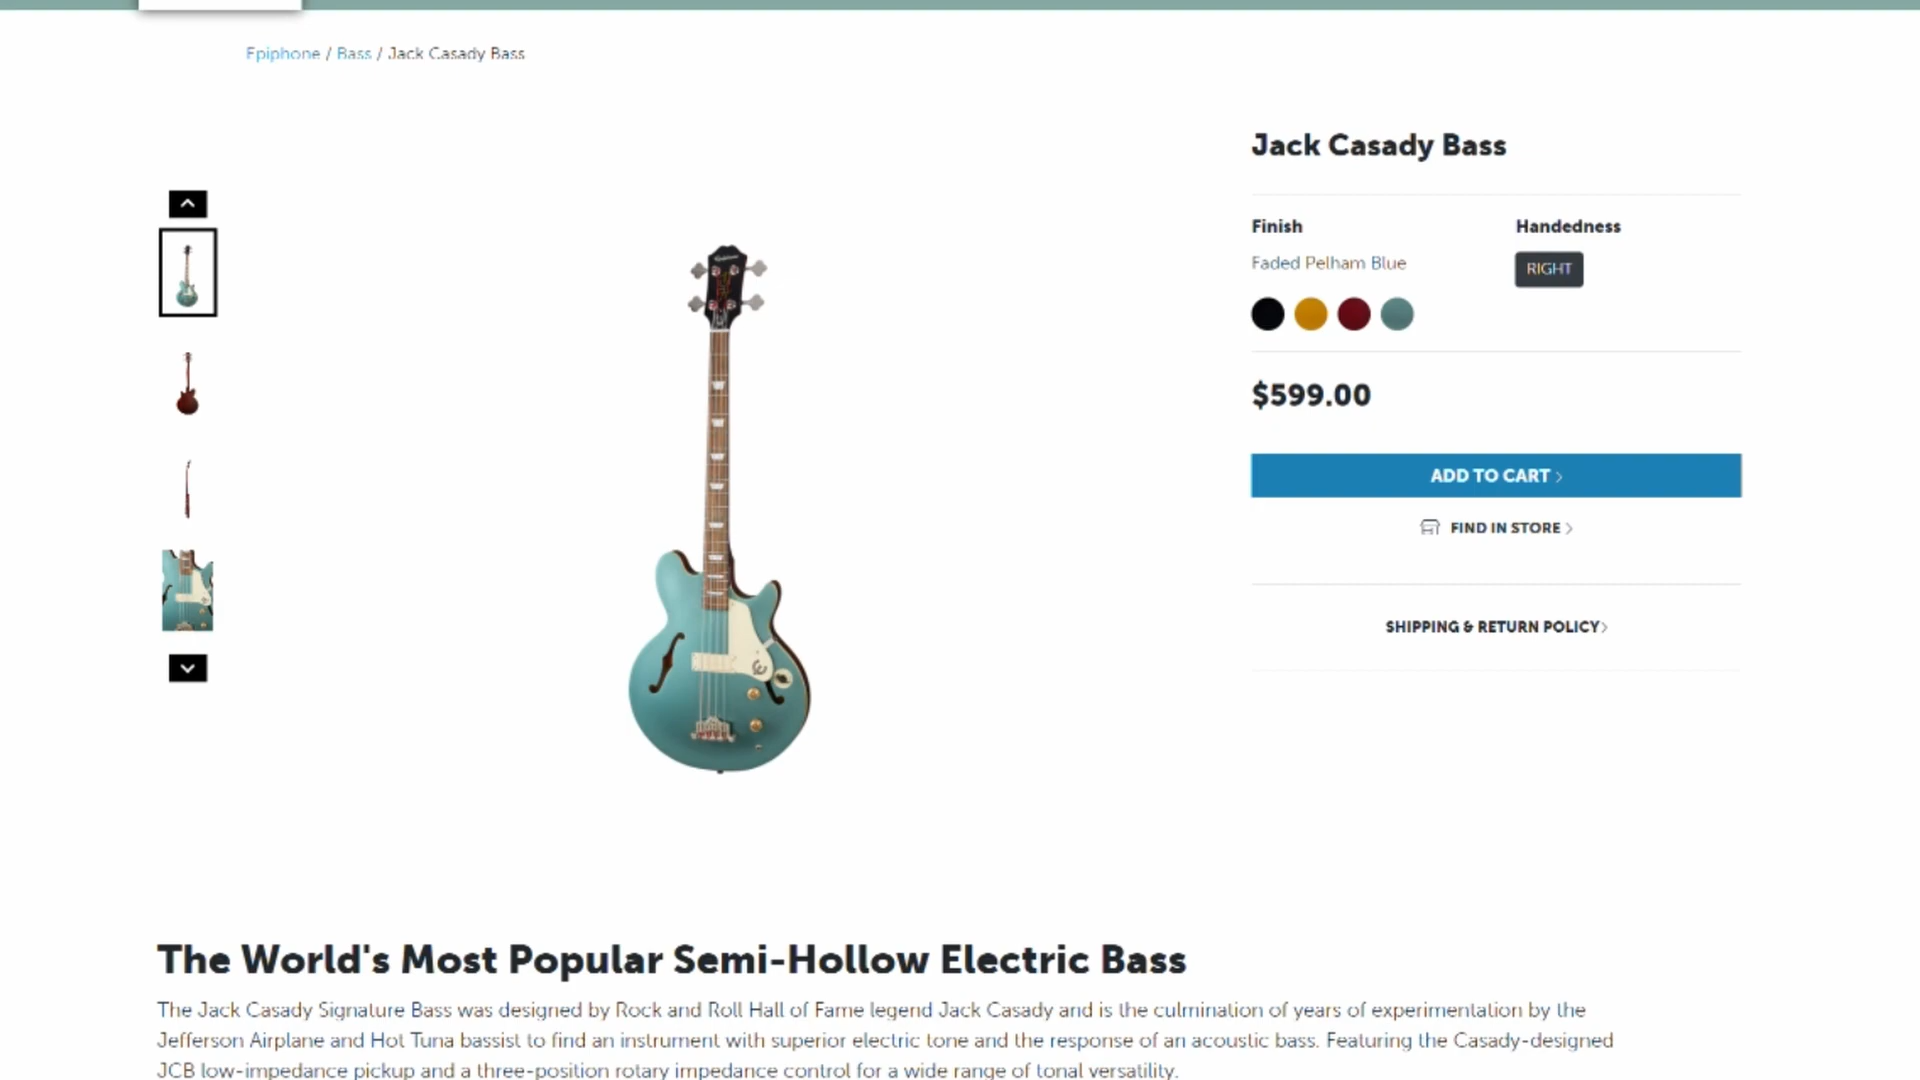 Epiphone / Bass / Jack Casady Bass
Jack Casady Bass
Finish
Handedness
Faded Pelham Blue
RIGHT
$599.00
ADD TO CART
FIND IN STORE
SHIPPING & RETURN POLICY
The World's Most Popular Semi-Hollow Electric Bass
The Jack Casady Signature Bass was designed by Rock and Roll Hall of Fame legend Jack Casady and is the culmination of years of experimentation by the
Jefferson Airplane and Hot Tuna bassist to find an instrument with superior electric tone and the response of an acoustic bass. Featuring the Casady-designed
JCB low-impedance pickup and a three-position rotary impedance control for a wide range of tonal versatility.